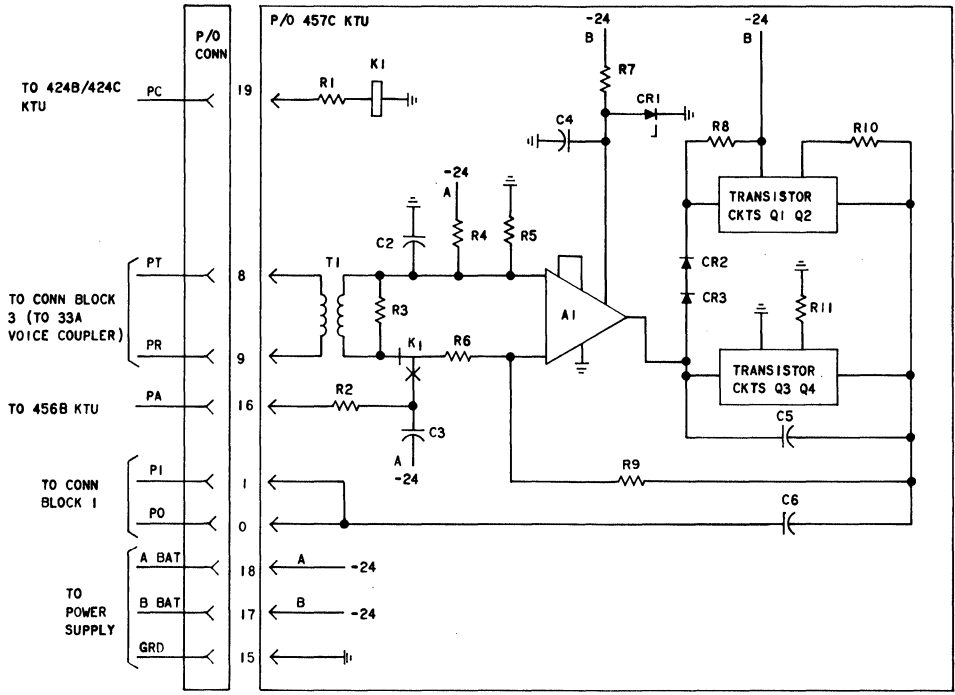 P/O CONN
P/O 457C KTU
TO 424B/424C KTU
PC
19
R1
K1
-24
B
R7
CR1
C4
-24
B
R8
R10
TRANSISTOR
CKTS Q1 Q2
-24
A
C2
R4
R5
CR2
CR3
R11
TRANSISTOR
CKTS Q3 Q4
C5
TO CONN BLOCK
3 (TO 33A
VOICE COUPLER)
PT
8
PR
9
T1
R3
K1
R6
A1
TO 456B KTU
PA
16
R2
C3
A
-24
R9
C6
TO CONN
BLOCK 1
P1
1
PO
0
TO
POWER
SUPPLY
A BAT
18
A
-24
B BAT
17
B
-24
GRD
15